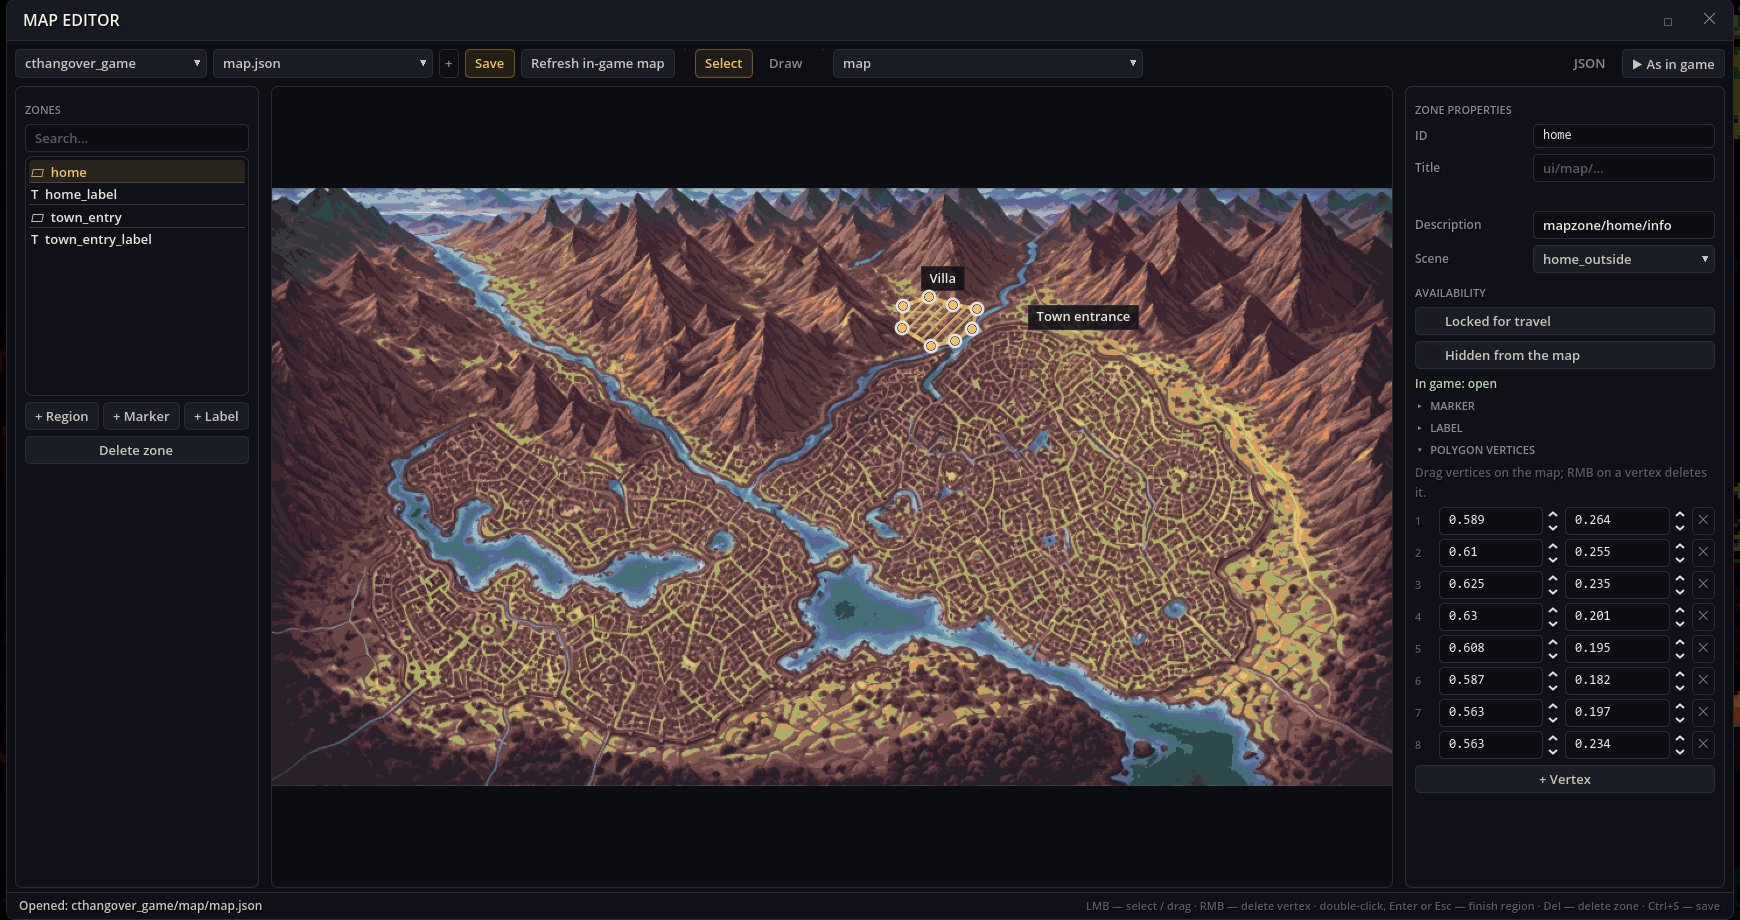 MAP EDITOR
cthangover_game
map.json
+
Save
Refresh in-game map
Select
Draw
map
JSON
As in game
ZONES
Search...
home
T home_label
town_entry
T town_entry_label
+ Region
+ Marker
+ Label
Delete zone
Villa
Town entrance
ZONE PROPERTIES
ID
home
Title
ui/map/...
Description
mapzone/home/info
Scene
home_outside
AVAILABILITY
Locked for travel
Hidden from the map
In game: open
MARKER
LABEL
POLYGON VERTICES
Drag vertices on the map; RMB on a vertex deletes
it.
1 0.589 0.264
2 0.61 0.255
3 0.625 0.235
4 0.63 0.201
5 0.608 0.195
6 0.587 0.182
7 0.563 0.197
8 0.563 0.234
+ Vertex
Opened: cthangover_game/map/map.json
LMB — select / drag · RMB — delete vertex · double-click, Enter or Esc — finish region · Del — delete zone · Ctrl+S — save